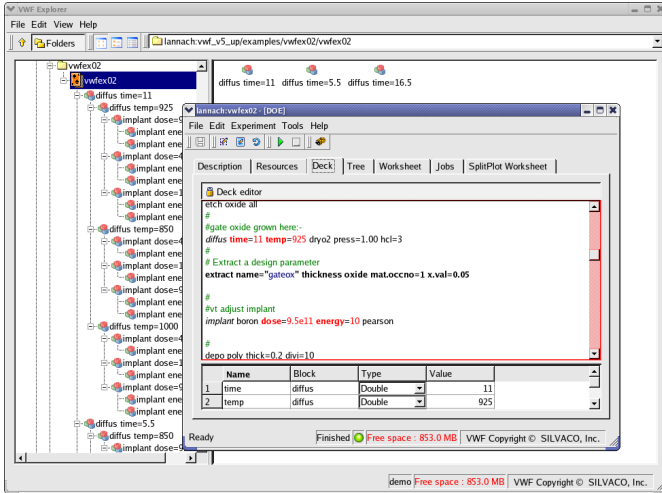 VWF Explorer
File Edit View Help
Folders
lannach:vwf_v5_up/examples/vwfex02/vwfex02
vwfex02
vwfex02
diffus time=11
diffus temp=925
implant dose=9
implant ene
implant ene
implant dose=4
implant ene
implant ene
implant dose=1
implant ene
implant ene
diffus temp=850
implant dose=4
implant ene
implant dose=1
implant ene
implant dose=9
implant ene
implant ene
diffus temp=1000
implant dose=4
implant ene
implant dose=1
implant ene
implant dose=9
implant ene
implant ene
diffus time=5.5
diffus temp=850
implant dose=9
diffus time=11 diffus time=5.5 diffus time=16.5
lannach:vwfex02 - [DOE]
File Edit Experiment Tools Help
Description Resources Deck Tree Worksheet Jobs SplitPlot Worksheet
Deck editor
etch oxide all
#
#gate oxide grown here:-
diffus time=11 temp=925 dryo2 press=1.00 hcl=3
#
# Extract a design parameter
extract name="gateox" thickness oxide mat.occno=1 x.val=0.05
#
#vt adjust implant
implant boron dose=9.5e11 energy=10 pearson
#
depo poly thick=0.2 divi=10
Name Block Type Value
1 time diffus Double 11
2 temp diffus Double 925
Ready Finished Free space : 853.0 MB VWF Copyright © SILVACO, Inc.
demo Free space : 853.0 MB VWF Copyright © SILVACO, Inc.